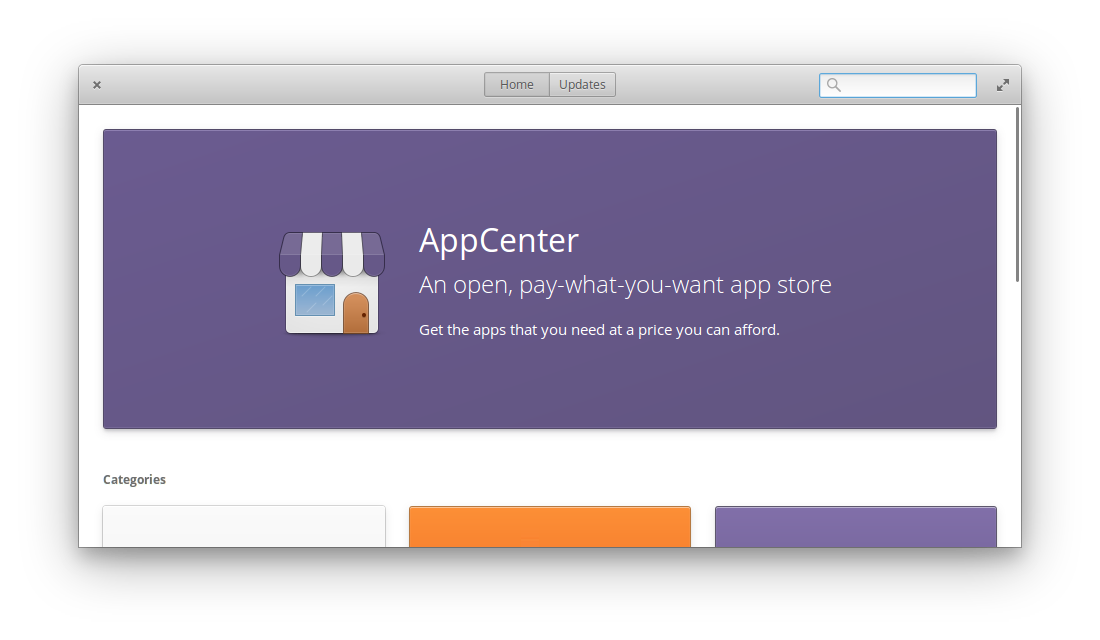 Home Updates
AppCenter
An open, pay-what-you-want app store
Get the apps that you need at a price you can afford.
Categories